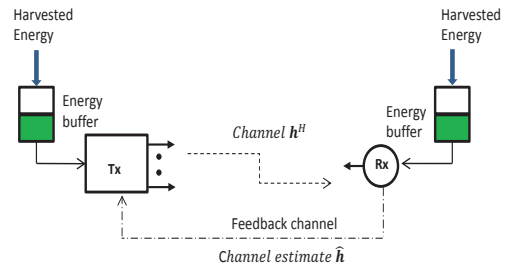 Harvested
Energy
Harvested
Energy
Energy
buffer
Energy
buffer
Channel h^H
Tx
Rx
Feedback channel
Channel estimate ĥ